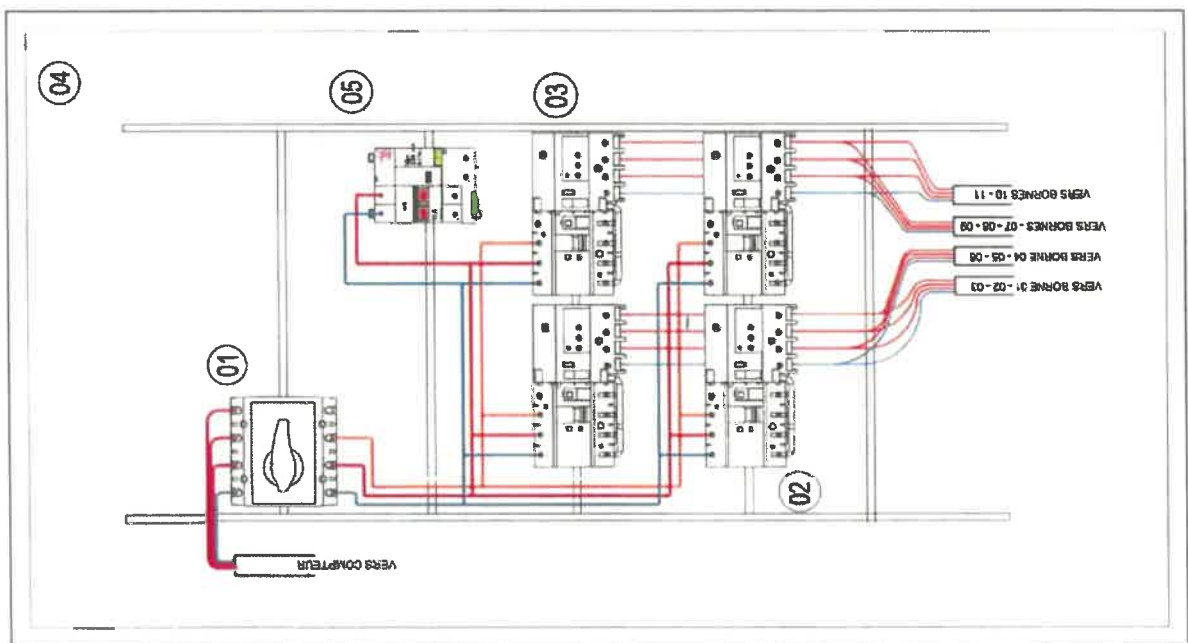 04
05
03
01
02
VERS BORNES 10 - 11
VERS BORNES - 07 - 08 - 09
VERS BORNE 04 - 05 - 06
VERS BORNE 01 - 02 - 03
VERS COMPTEUR